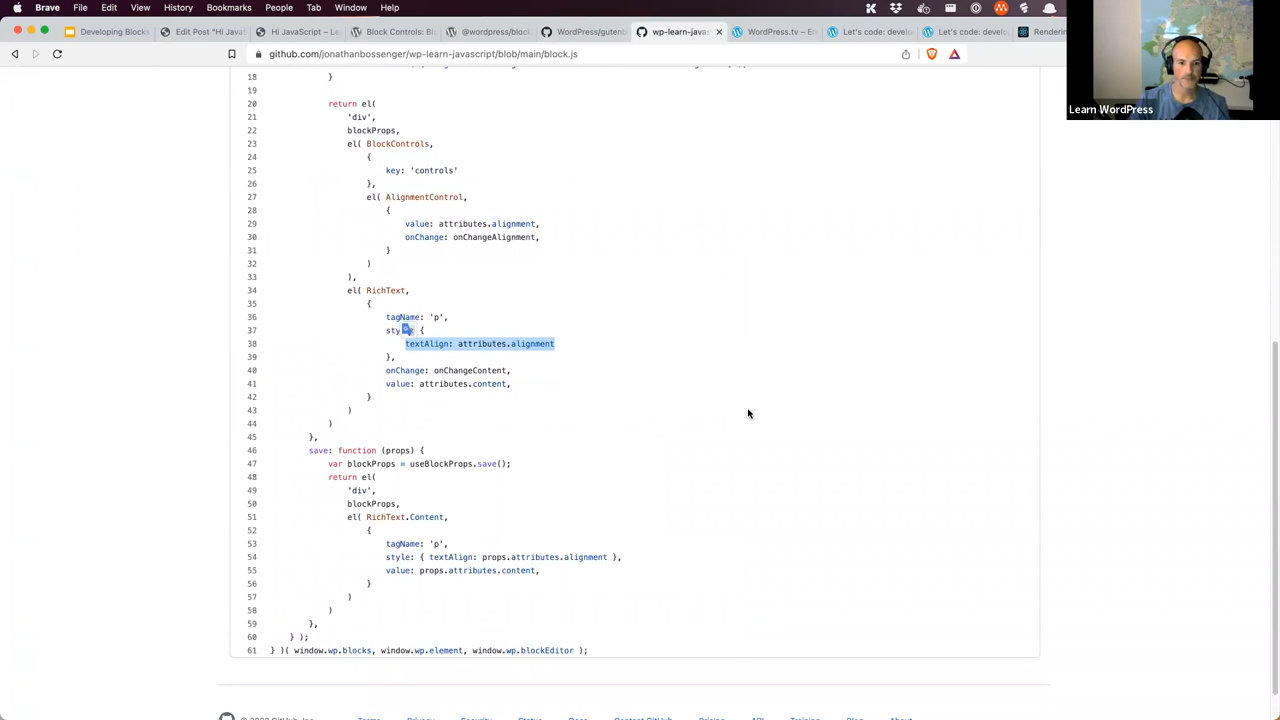 Brave File Edit View History Bookmarks People Tab Window Help
Developing Blocks
Edit Post “Hi Java
Hi JavaScript – Le
Block Controls: Bl
@wordpress/block
WordPress/gutenb
wp-learn-javas
WordPress.tv – En
Let's code: develo
Let's code: develo
Rendering
github.com/jonathanbossenger/wp-learn-javascript/blob/main/block.js
Learn WordPress
18 }
19
20 return el(
21 'div',
22 blockProps,
23 el( BlockControls,
24 {
25 key: 'controls'
26 },
27 el( AlignmentControl,
28 {
29 value: attributes.alignment,
30 onChange: onChangeAlignment,
31 }
32 )
33 ),
34 el( RichText,
35 {
36 tagName: 'p',
37 sty {
38 textAlign: attributes.alignment
39 },
40 onChange: onChangeContent,
41 value: attributes.content,
42 }
43 )
44 )
45 },
46 save: function (props) {
47 var blockProps = useBlockProps.save();
48 return el(
49 'div',
50 blockProps,
51 el( RichText.Content,
52 {
53 tagName: 'p',
54 style: { textAlign: props.attributes.alignment },
55 value: props.attributes.content,
56 }
57 )
58 )
59 },
60 } );
61 } )( window.wp.blocks, window.wp.element, window.wp.blockEditor );